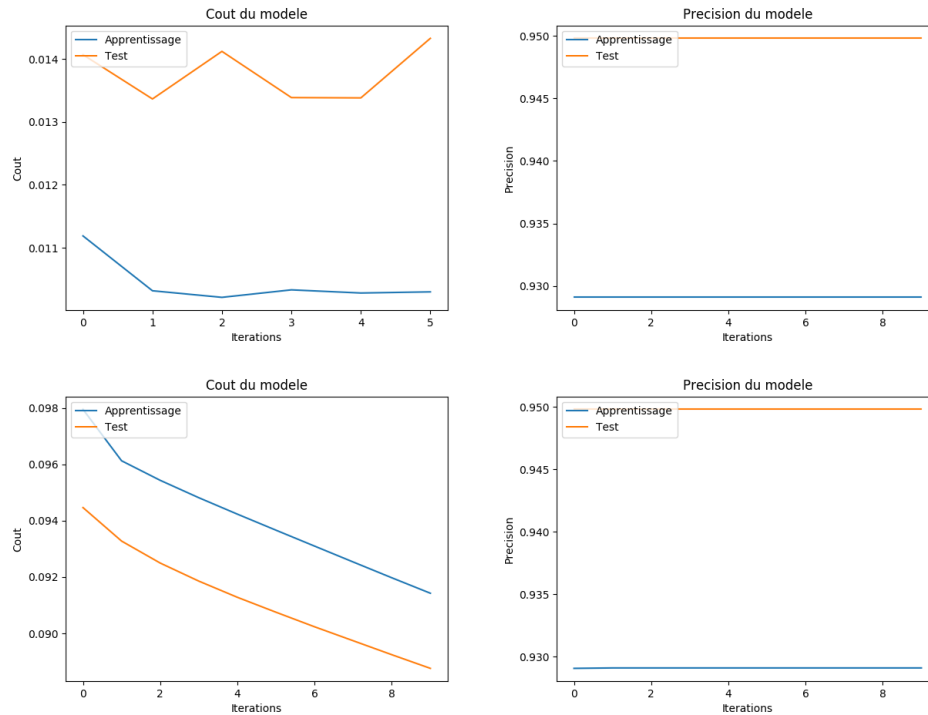 Cout du modele
Apprentissage
Test
0.014
0.013
0.012
0.011
Cout
0 1 2 3 4 5
Iterations
Precision du modele
Apprentissage
Test
0.950
0.945
0.940
0.935
0.930
Precision
0 2 4 6 8
Iterations
Cout du modele
Apprentissage
Test
0.098
0.096
0.094
0.092
0.090
Cout
0 2 4 6 8
Iterations
Precision du modele
Apprentissage
Test
0.950
0.945
0.940
0.935
0.930
Precision
0 2 4 6 8
Iterations